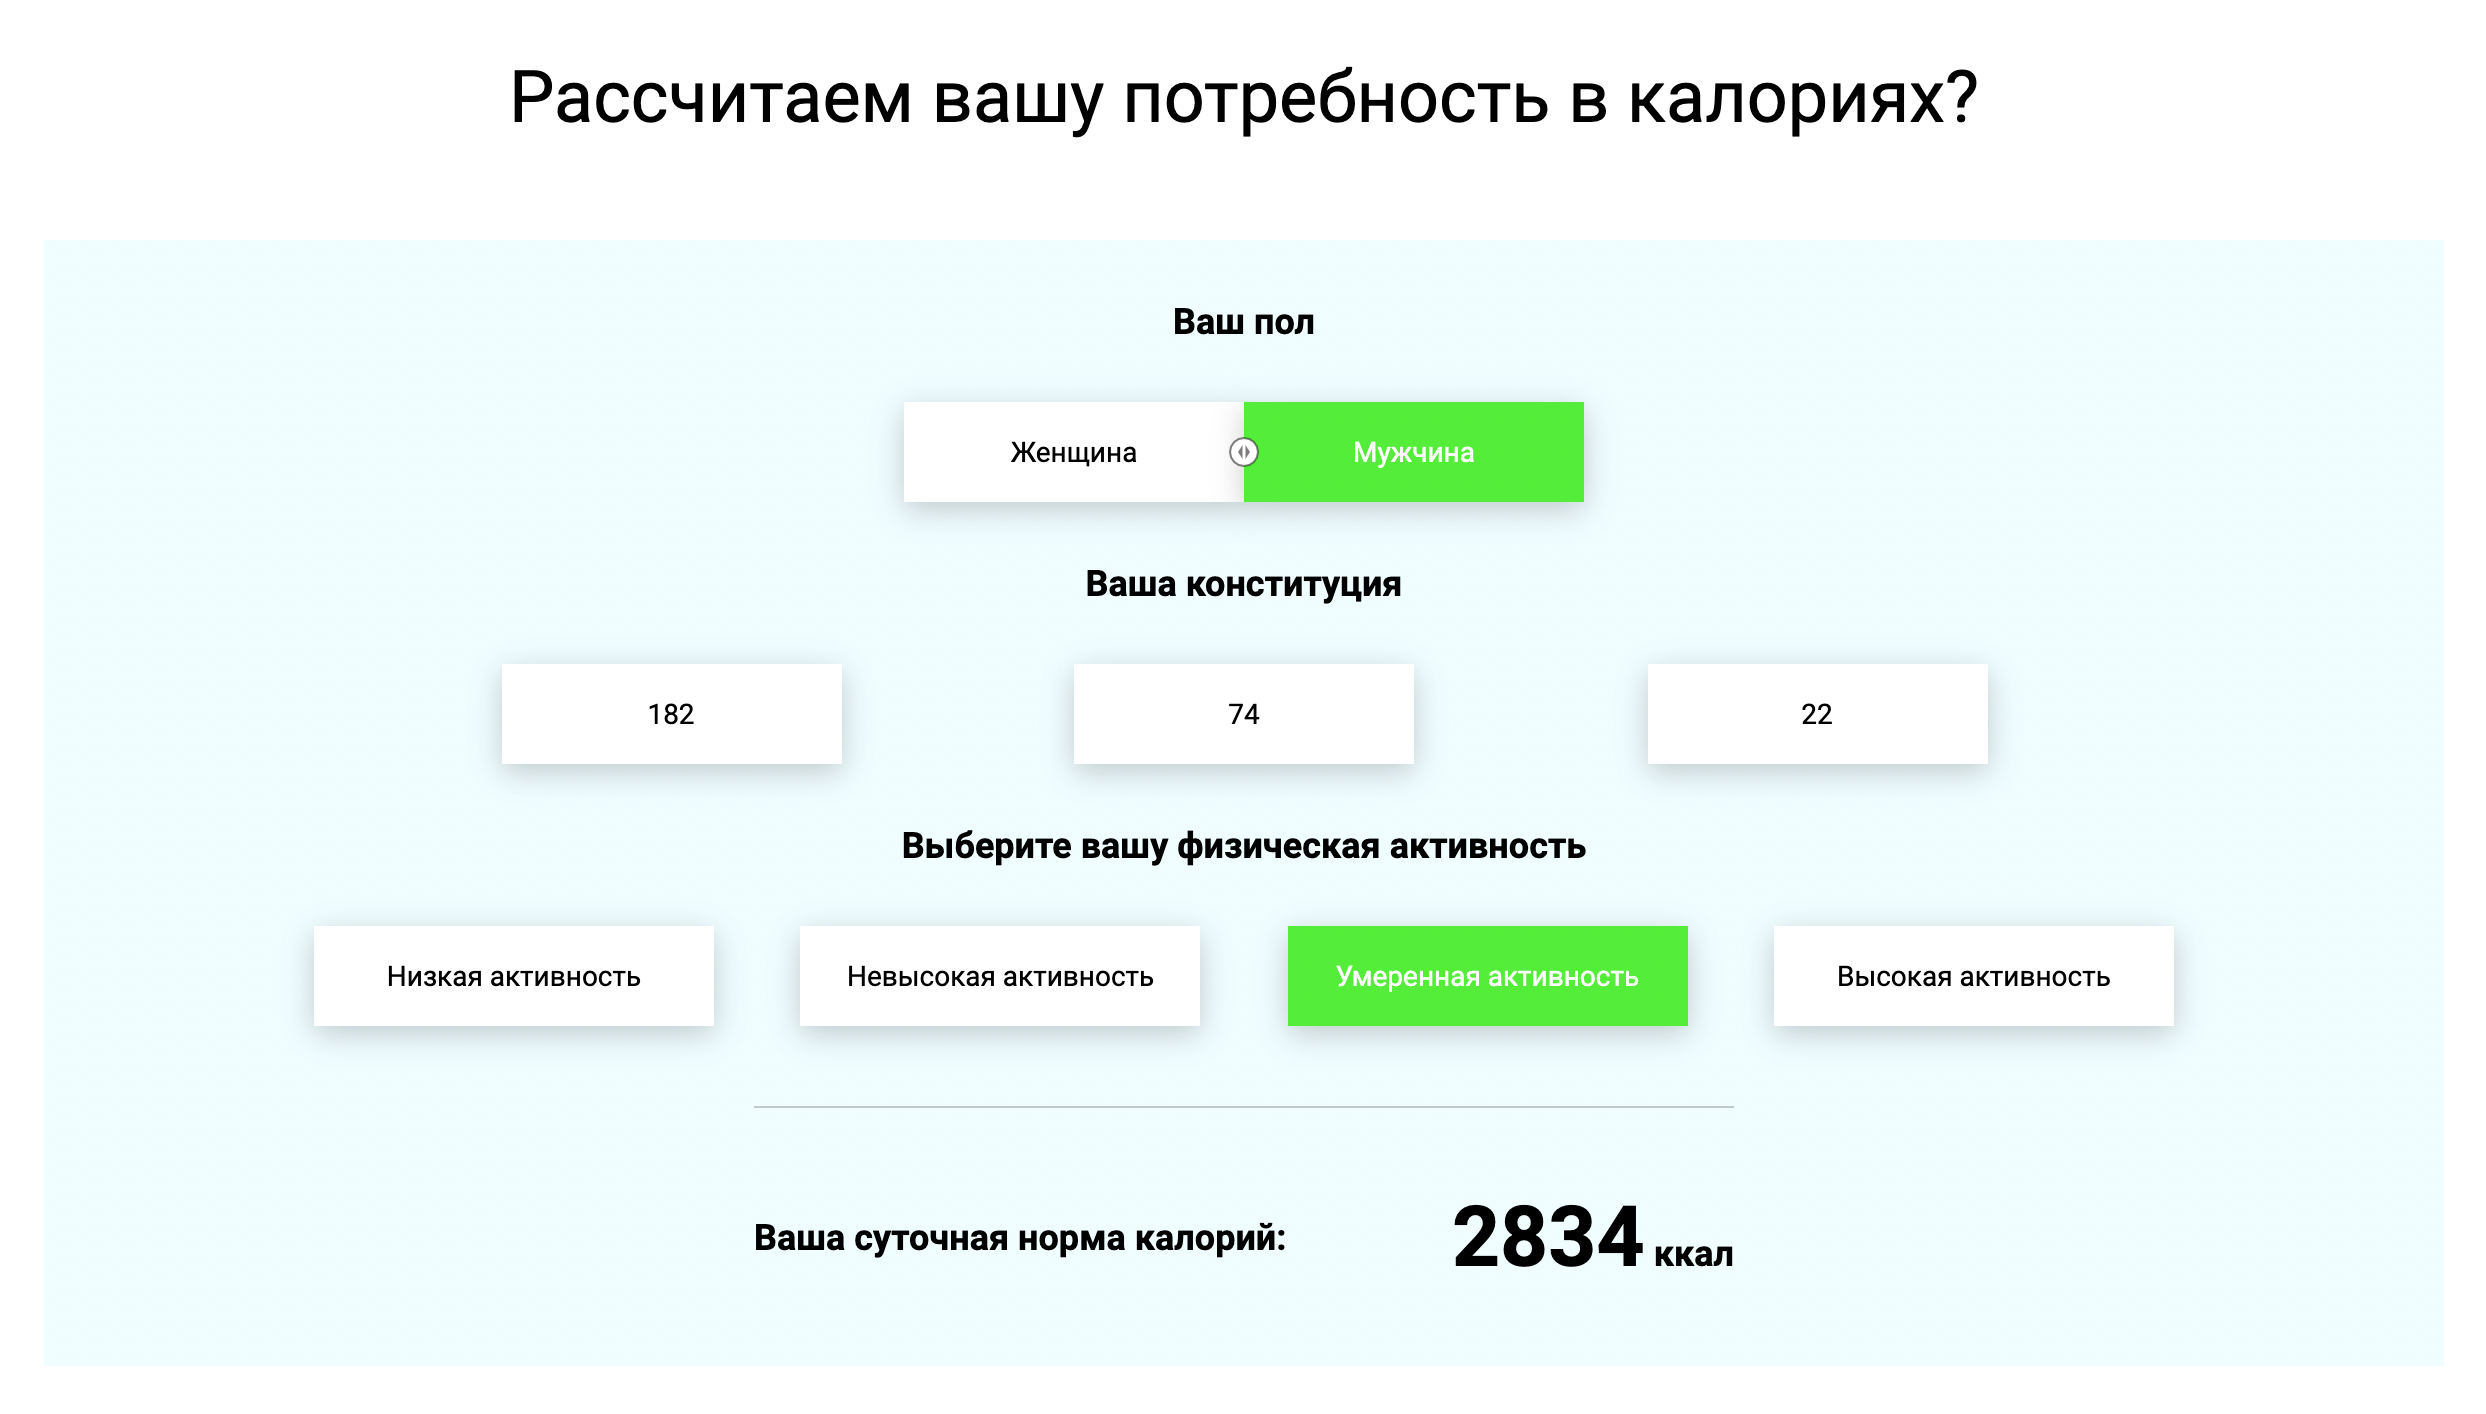 Рассчитаем вашу потребность в калориях?
Ваш пол
Женщина Мужчина
Ваша конституция
182 74 22
Выберите вашу физическая активность
Низкая активность Невысокая активность Умеренная активность Высокая активность
Ваша суточная норма калорий: 2834 ккал